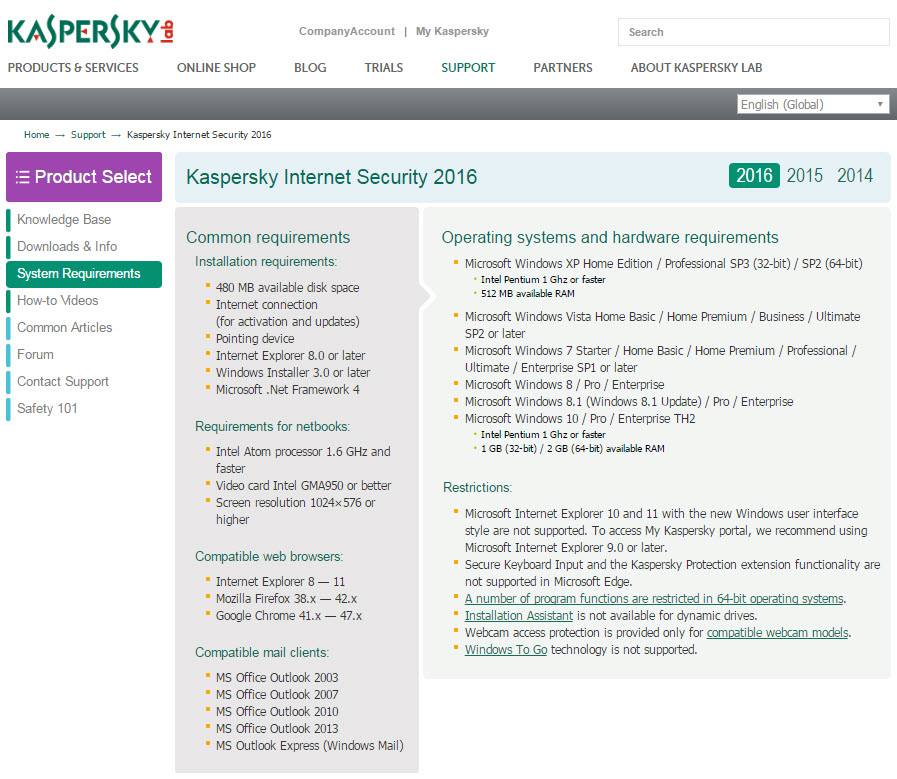 KASPERSKY lab
CompanyAccount | My Kaspersky
Search
PRODUCTS & SERVICES
ONLINE SHOP
BLOG
TRIALS
SUPPORT
PARTNERS
ABOUT KASPERSKY LAB
English (Global)
Home → Support → Kaspersky Internet Security 2016
Product Select
Knowledge Base
Downloads & Info
System Requirements
How-to Videos
Common Articles
Forum
Contact Support
Safety 101
Kaspersky Internet Security 2016
2016 2015 2014
Common requirements
Installation requirements:
480 MB available disk space
Internet connection
(for activation and updates)
Pointing device
Internet Explorer 8.0 or later
Windows Installer 3.0 or later
Microsoft .Net Framework 4
Requirements for netbooks:
Intel Atom processor 1.6 GHz and
faster
Video card Intel GMA950 or better
Screen resolution 1024×576 or
higher
Compatible web browsers:
Internet Explorer 8 — 11
Mozilla Firefox 38.x — 42.x
Google Chrome 41.x — 47.x
Compatible mail clients:
MS Office Outlook 2003
MS Office Outlook 2007
MS Office Outlook 2010
MS Office Outlook 2013
MS Outlook Express (Windows Mail)
Operating systems and hardware requirements
Microsoft Windows XP Home Edition / Professional SP3 (32-bit) / SP2 (64-bit)
Intel Pentium 1 Ghz or faster
512 MB available RAM
Microsoft Windows Vista Home Basic / Home Premium / Business / Ultimate
SP2 or later
Microsoft Windows 7 Starter / Home Basic / Home Premium / Professional /
Ultimate / Enterprise SP1 or later
Microsoft Windows 8 / Pro / Enterprise
Microsoft Windows 8.1 (Windows 8.1 Update) / Pro / Enterprise
Microsoft Windows 10 / Pro / Enterprise TH2
Intel Pentium 1 Ghz or faster
1 GB (32-bit) / 2 GB (64-bit) available RAM
Restrictions:
Microsoft Internet Explorer 10 and 11 with the new Windows user interface
style are not supported. To access My Kaspersky portal, we recommend using
Microsoft Internet Explorer 9.0 or later.
Secure Keyboard Input and the Kaspersky Protection extension functionality are
not supported in Microsoft Edge.
A number of program functions are restricted in 64-bit operating systems.
Installation Assistant is not available for dynamic drives.
Webcam access protection is provided only for compatible webcam models.
Windows To Go technology is not supported.